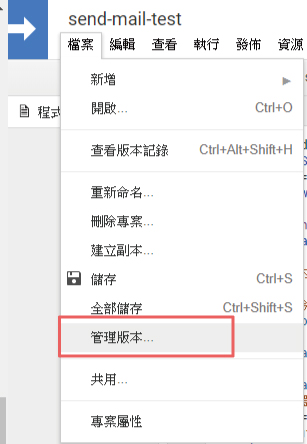 send-mail-test
檔案 編輯 查看 執行 發佈 資源
程式
新增
開啟... Ctrl+O
查看版本記錄 Ctrl+Alt+Shift+H
重新命名...
刪除專案...
建立副本...
儲存 Ctrl+S
全部儲存 Ctrl+Shift+S
管理版本...
共用...
專案屬性